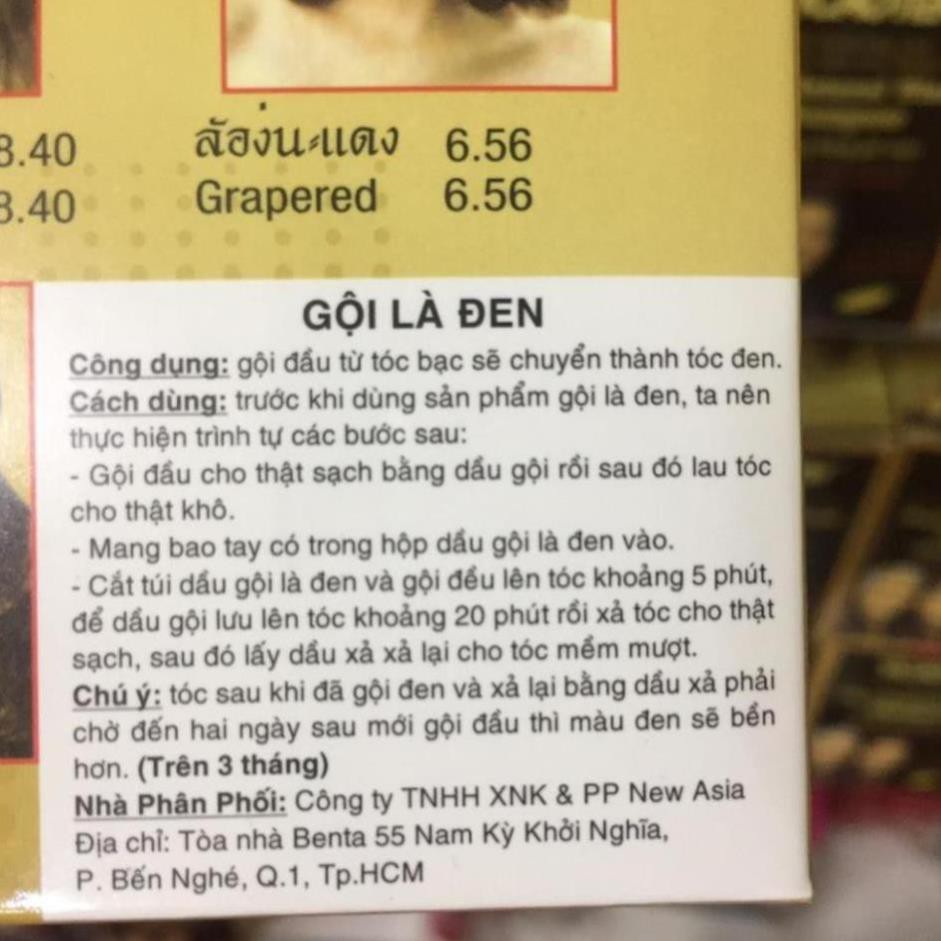 8.40
ล้อง่นะแดง 6.56
8.40
Grapered 6.56
GỘI LÀ ĐEN
Công dụng: gội đầu từ tóc bạc sẽ chuyển thành tóc đen.
Cách dùng: trước khi dùng sản phẩm gội là đen, ta nên
thực hiện trình tự các bước sau:
- Gội đầu cho thật sạch bằng dầu gội rồi sau đó lau tóc
cho thật khô.
- Mang bao tay có trong hộp dầu gội là đen vào.
- Cắt túi dầu gội là đen và gội đều lên tóc khoảng 5 phút,
để dầu gội lưu lên tóc khoảng 20 phút rồi xả tóc cho thật
sạch, sau đó lấy dầu xả xả lại cho tóc mềm mượt.
Chú ý: tóc sau khi đã gội đen và xả lại bằng dầu xả phải
chờ đến hai ngày sau mới gội đầu thì màu đen sẽ bền
hơn. (Trên 3 tháng)
Nhà Phân Phối: Công ty TNHH XNK & PP New Asia
Địa chỉ: Tòa nhà Benta 55 Nam Kỳ Khởi Nghĩa,
P. Bến Nghé, Q.1, Tp.HCM